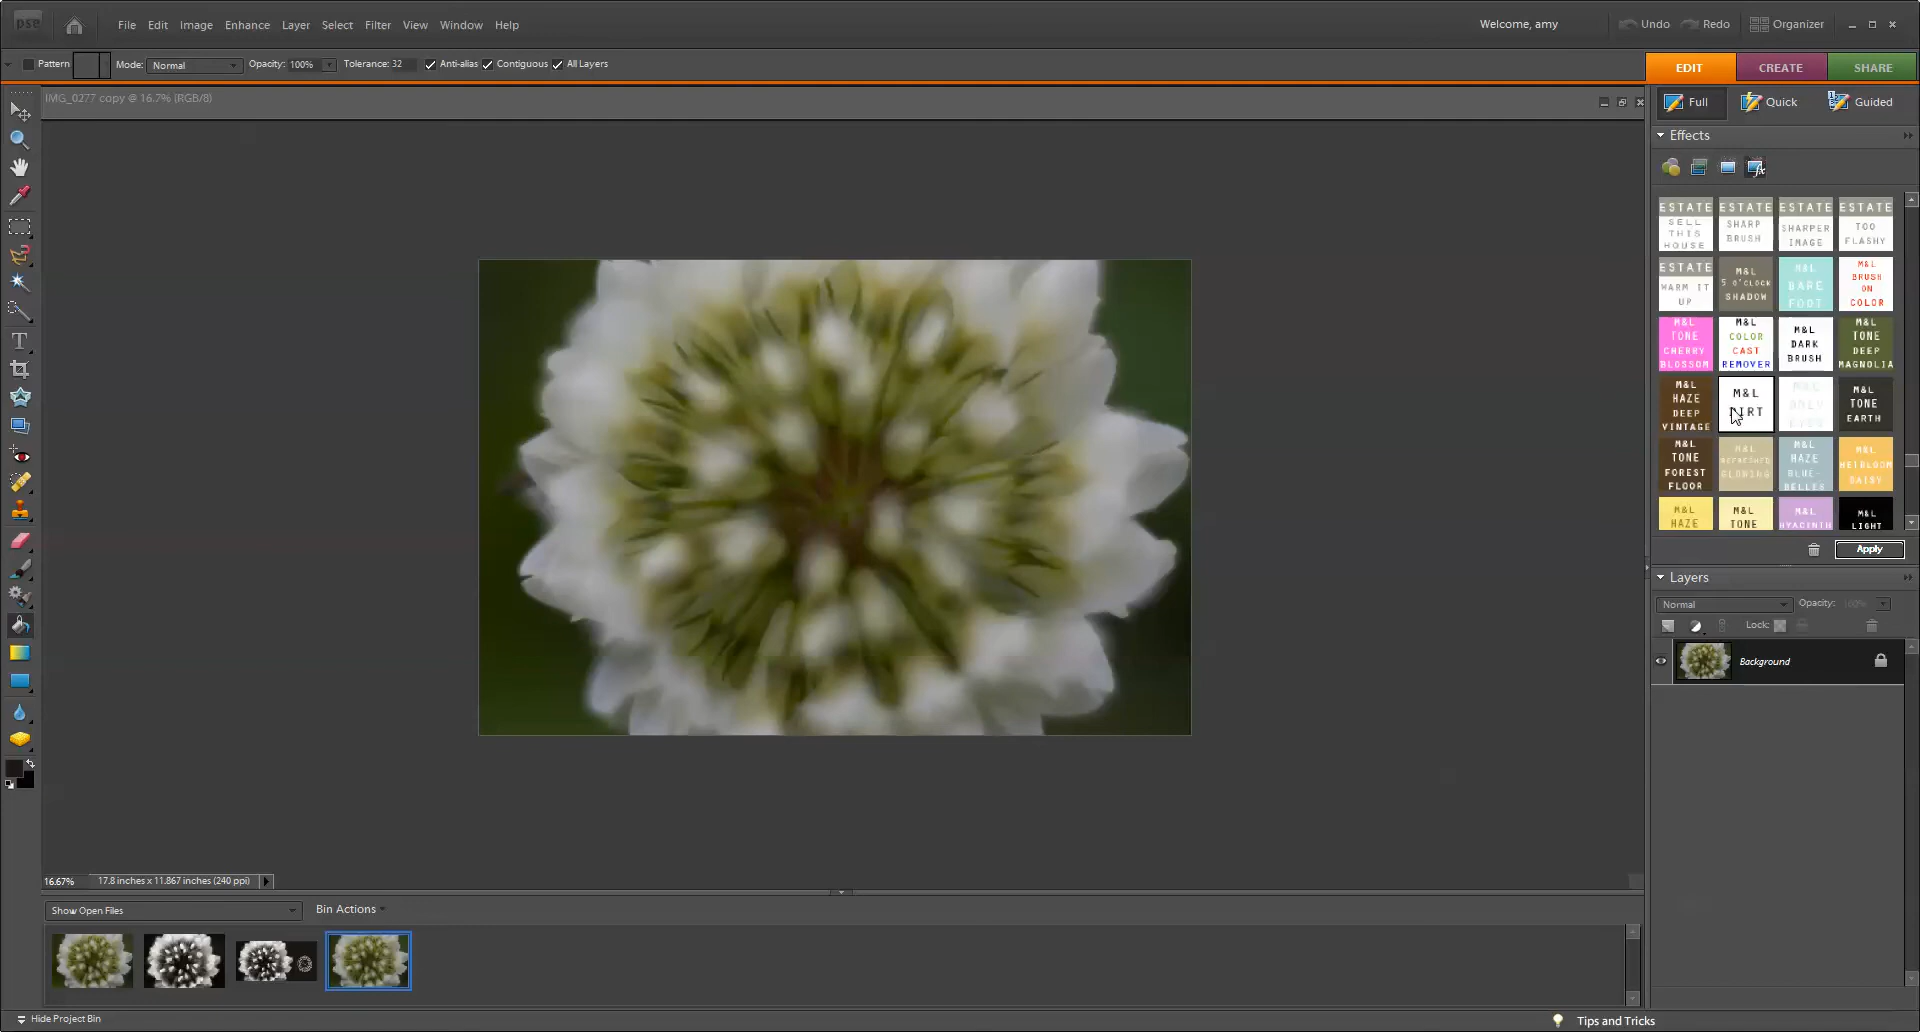 pse File Edit Image Enhance Layer Select Filter View Window Help Welcome, amy Undo Redo Organizer
Pattern Mode: Normal Opacity: 100% Tolerance: 32 Anti-alias Contiguous All Layers EDIT CREATE SHARE
IMG_0277 copy @ 16.7% (RGB/8)
Full Quick Guided
Effects
ESTATE ESTATE ESTATE ESTATE
SELL THIS HOUSE SHARP BRUSH SHARPER IMAGE TOO FLASHY
ESTATE WARM IT UP M&L 5 O'CLOCK SHADOW M&L BARE FOOT M&L BRUSH ON COLOR
M&L TONE CHERRY BLOSSOM M&L COLOR CAST REMOVER M&L DARK BRUSH M&L TONE DEEP MAGNOLIA
M&L HAZE DEEP VINTAGE M&L DIRT M&L M&L TONE EARTH
M&L TONE FOREST FLOOR M&L M&L HAZE BLUE-BELLES M&L HEIRLOOM DAISY
M&L HAZE M&L TONE M&L HYACINTH M&L LIGHT
Apply
Layers
Normal Opacity: 100%
Lock:
Background
16.67% 17.8 inches x 11.867 inches (240 ppi)
Show Open Files Bin Actions
Hide Project Bin Tips and Tricks